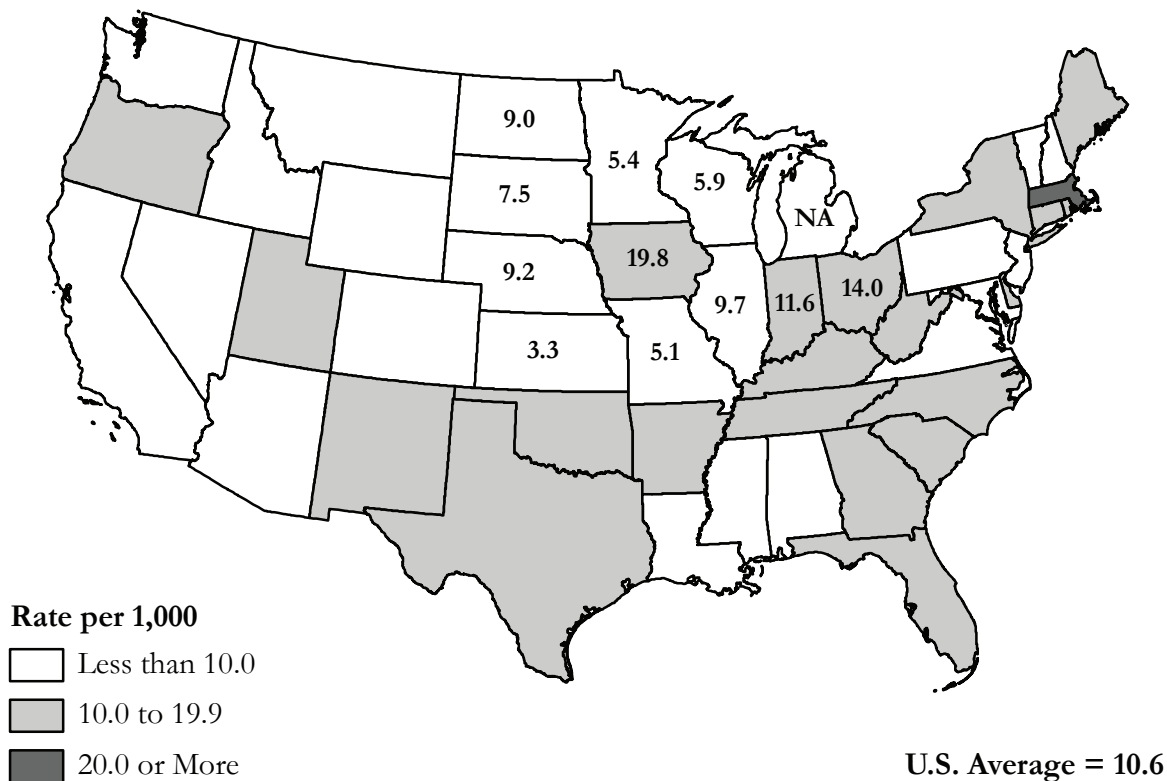 9.0
5.4
5.9
7.5
NA
19.8
9.2
14.0
9.7
11.6
3.3
5.1
Rate per 1,000
Less than 10.0
10.0 to 19.9
20.0 or More
U.S. Average = 10.6